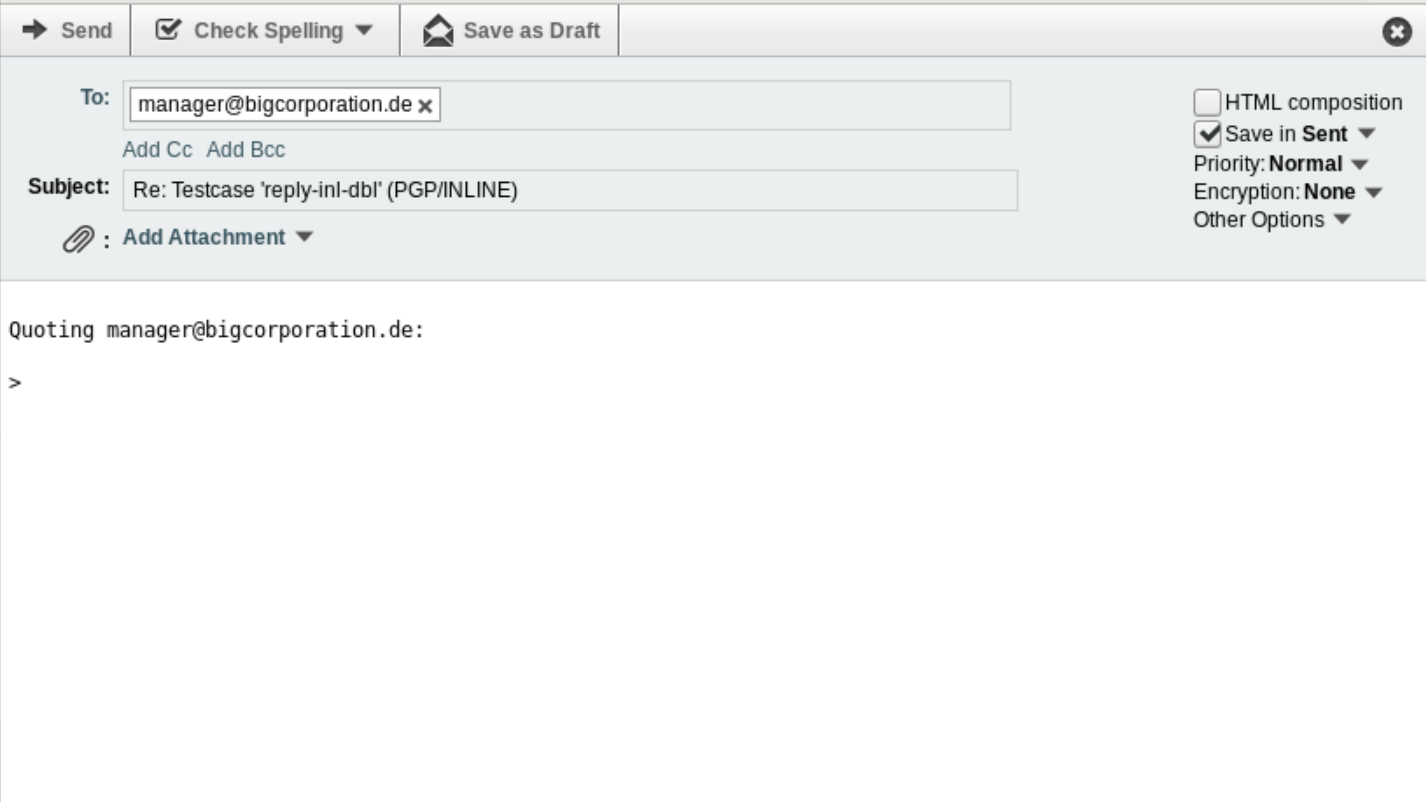 Send Check Spelling Save as Draft
To: manager@bigcorporation.de HTML composition
Save in Sent
Add Cc Add Bcc
Priority: Normal
Subject: Re: Testcase 'reply-inl-dbl' (PGP/INLINE)
Encryption: None
Other Options
: Add Attachment
Quoting manager@bigcorporation.de:
>